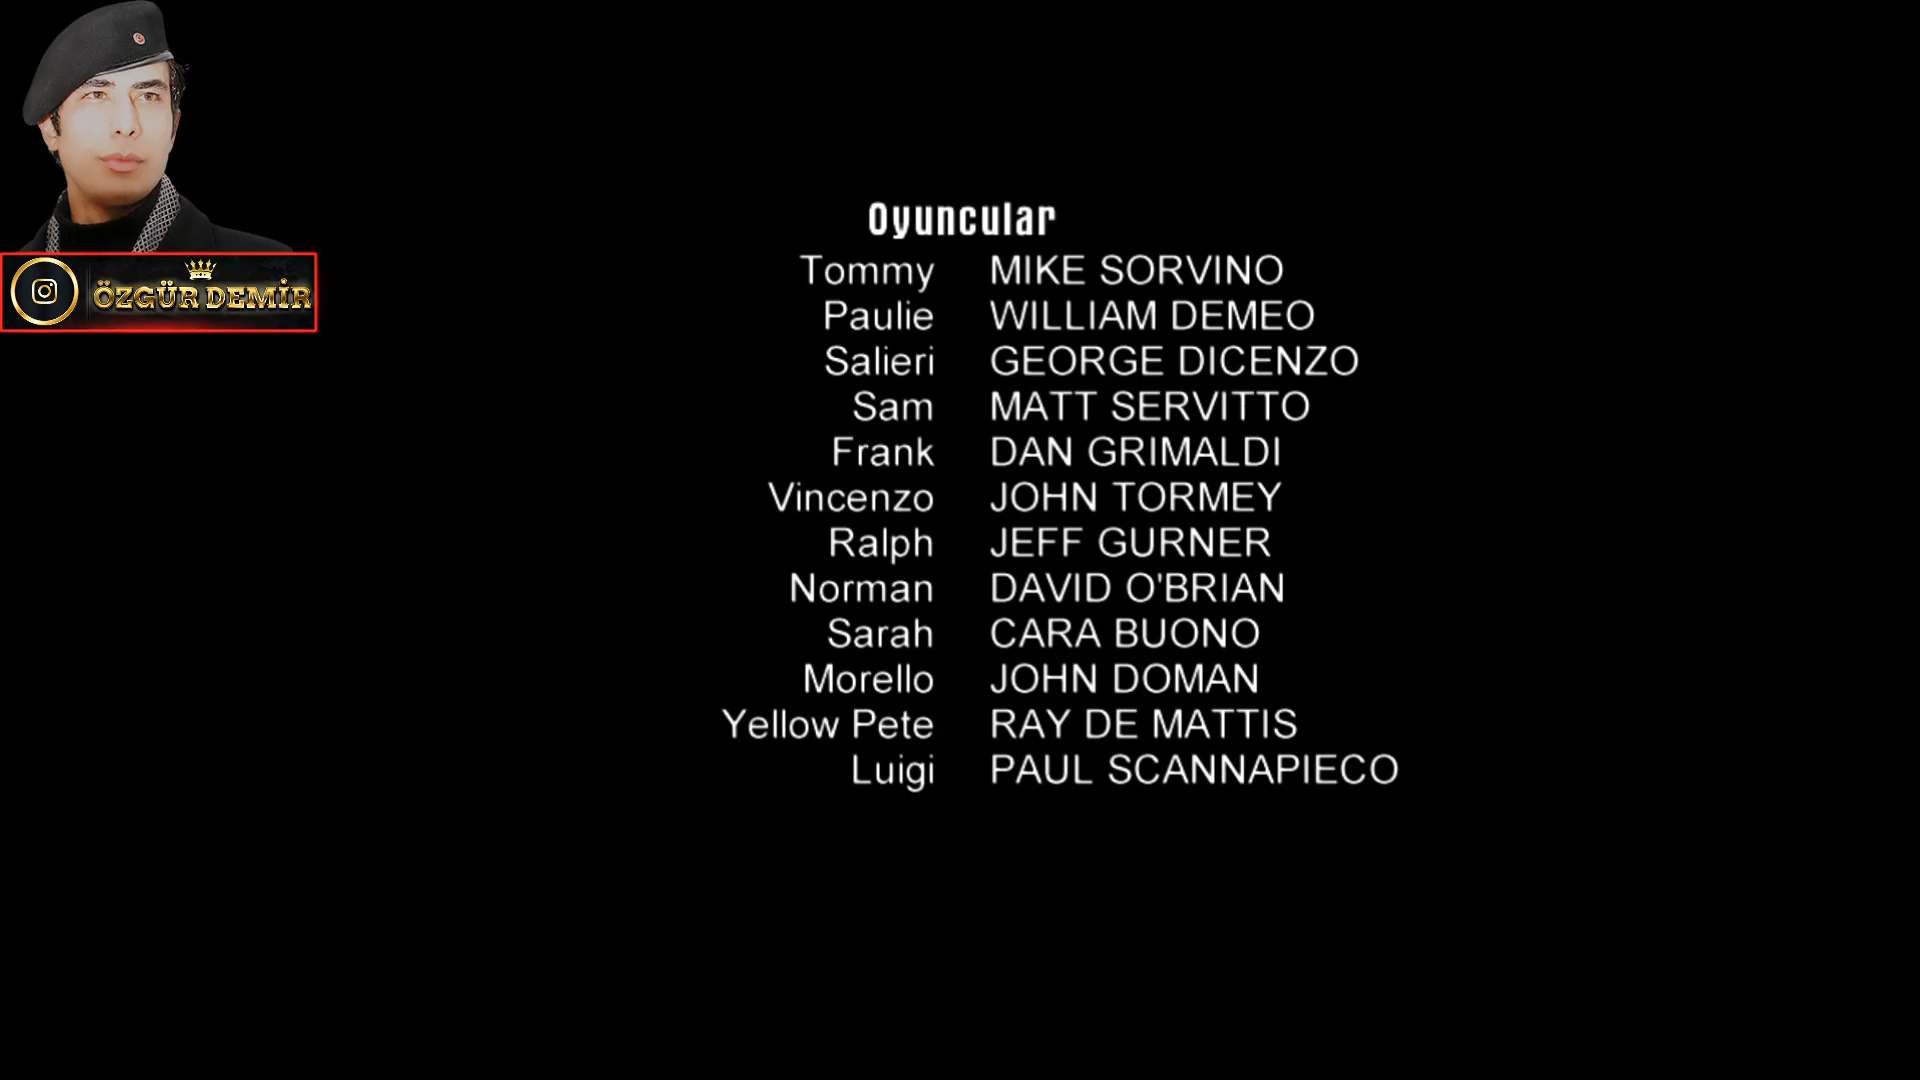 Oyuncular
Tommy MIKE SORVINO
Paulie WILLIAM DEMEO
Salieri GEORGE DICENZO
Sam MATT SERVITTO
Frank DAN GRIMALDI
Vincenzo JOHN TORMEY
Ralph JEFF GURNER
Norman DAVID O'BRIAN
Sarah CARA BUONO
Morello JOHN DOMAN
Yellow Pete RAY DE MATTIS
Luigi PAUL SCANNAPIECO
ÖZGÜR DEMİR